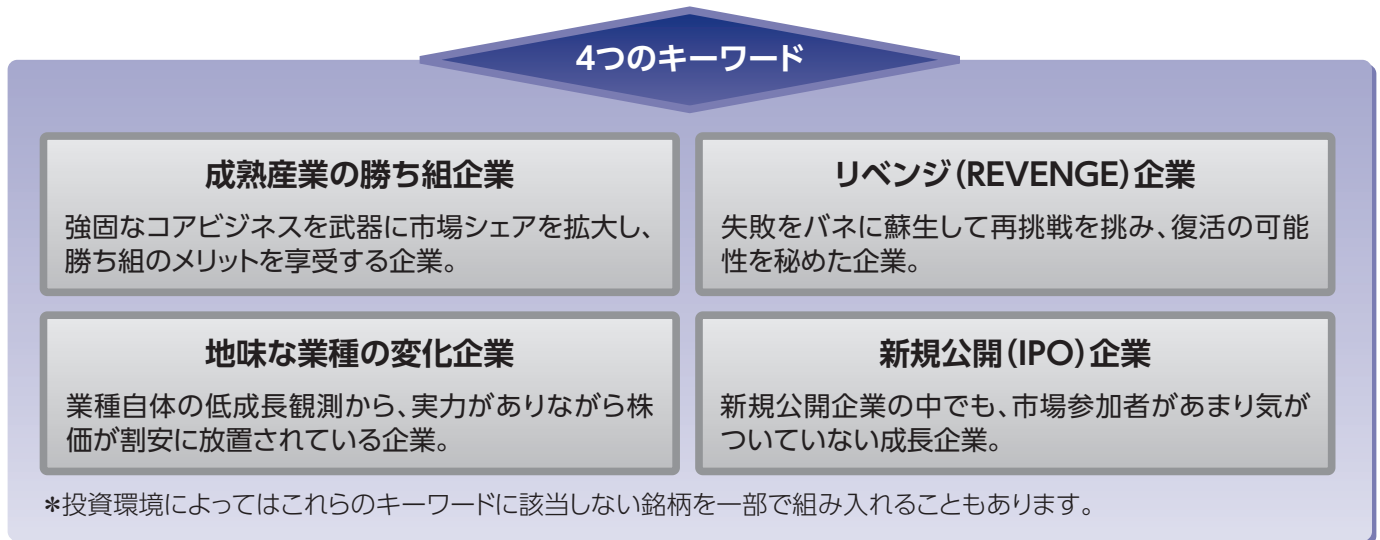 4つのキーワード
成熟産業の勝ち組企業
強固なコアビジネスを武器に市場シェアを拡大し、
勝ち組のメリットを享受する企業。
リベンジ(REVENGE)企業
失敗をバネに蘇生して再挑戦を挑み、復活の可能
性を秘めた企業。
地味な業種の変化企業
業種自体の低成長観測から、実力がありながら株
価が割安に放置されている企業。
新規公開(IPO)企業
新規公開企業の中でも、市場参加者があまり気が
ついていない成長企業。
*投資環境によってはこれらのキーワードに該当しない銘柄を一部で組み入れることもあります。